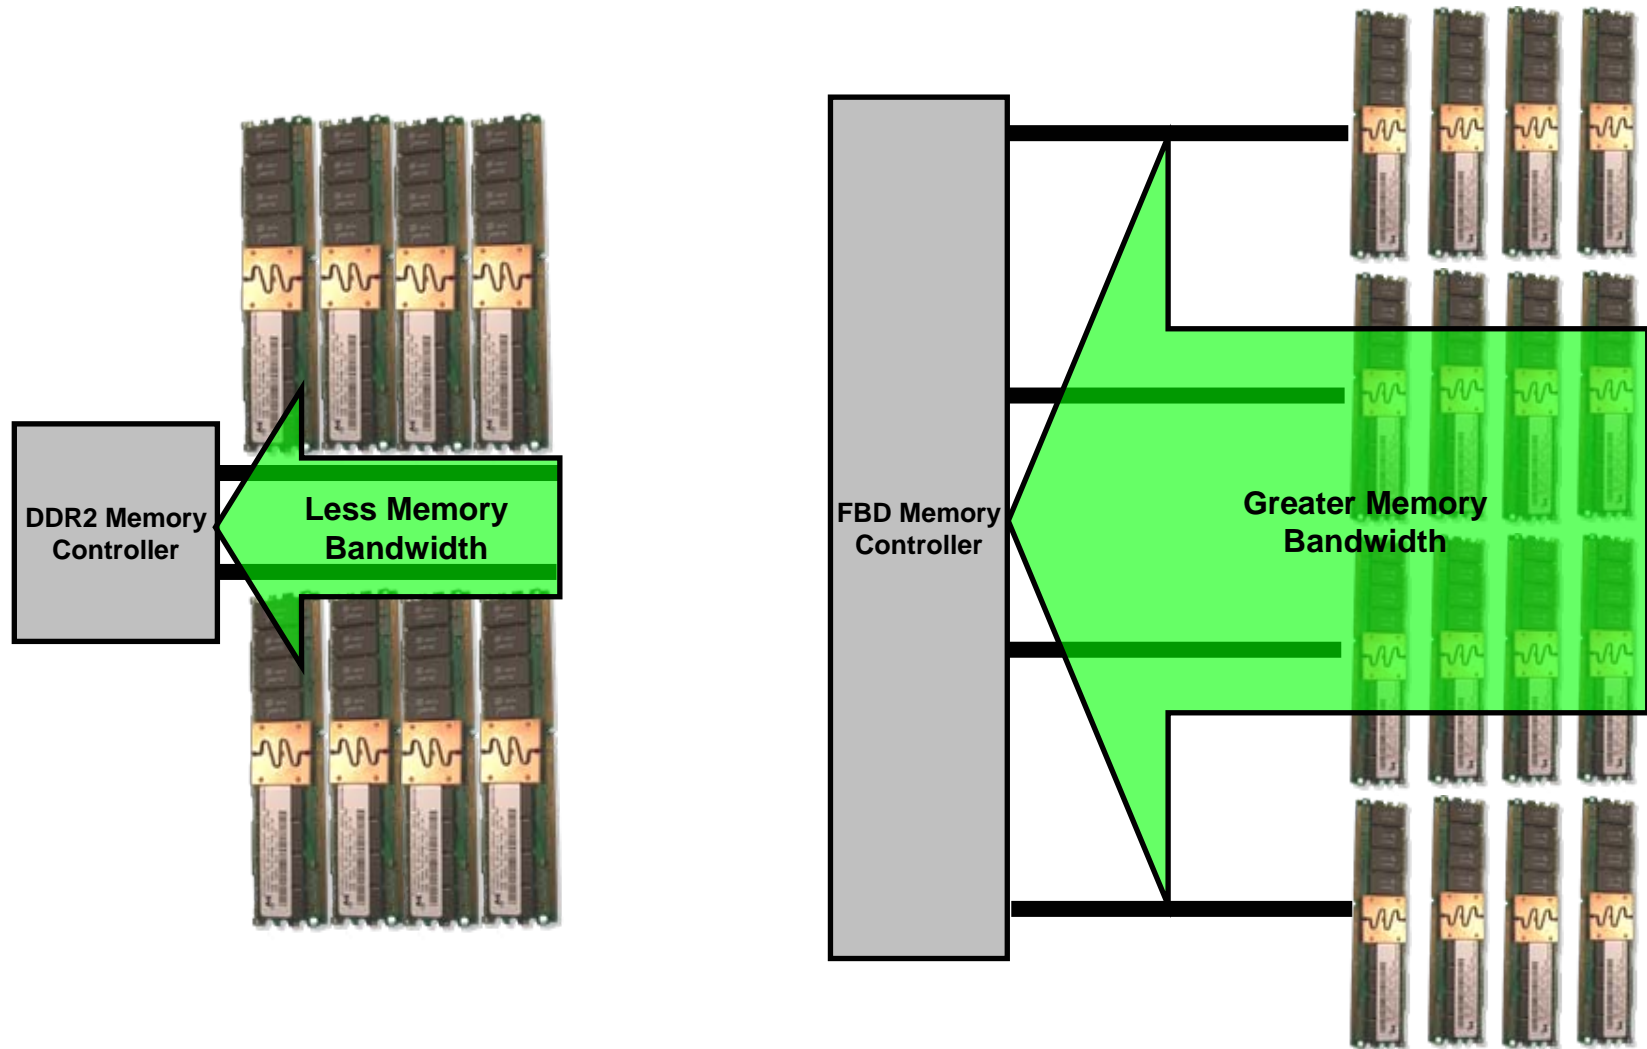 DDR2 Memory
Controller
Less Memory
Bandwidth
FBD Memory
Controller
Greater Memory
Bandwidth